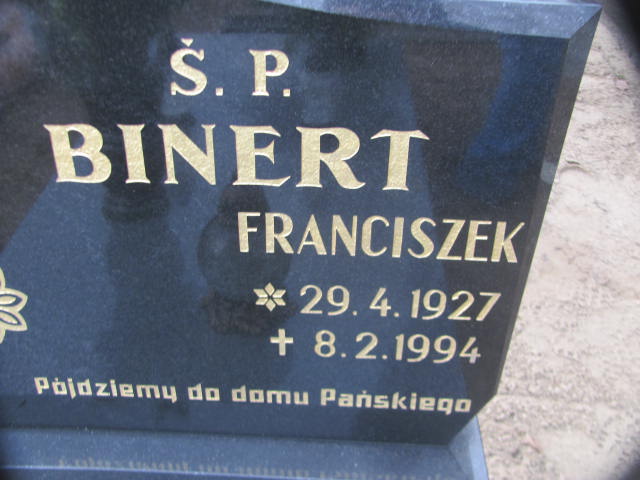 Š. P.
BINERT
FRANCISZEK
* 29.4.1927
✝ 8.2.1994
Pójdziemy do domu Pańskiego